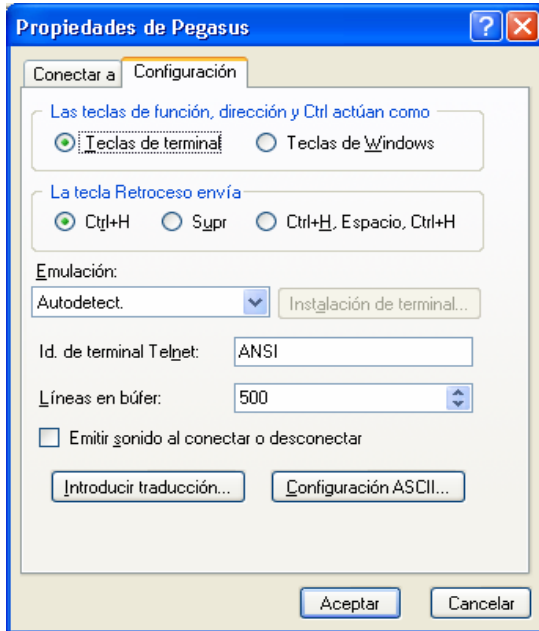 Propiedades de Pegasus
Conectar a Configuración
Las teclas de función, dirección y Ctrl actúan como
Teclas de terminal Teclas de Windows
La tecla Retroceso envía
Ctrl+H Supr Ctrl+H, Espacio, Ctrl+H
Emulación:
Autodetect. Instalación de terminal...
Id. de terminal Telnet: ANSI
Líneas en búfer: 500
Emitir sonido al conectar o desconectar
Introducir traducción... Configuración ASCII...
Aceptar Cancelar